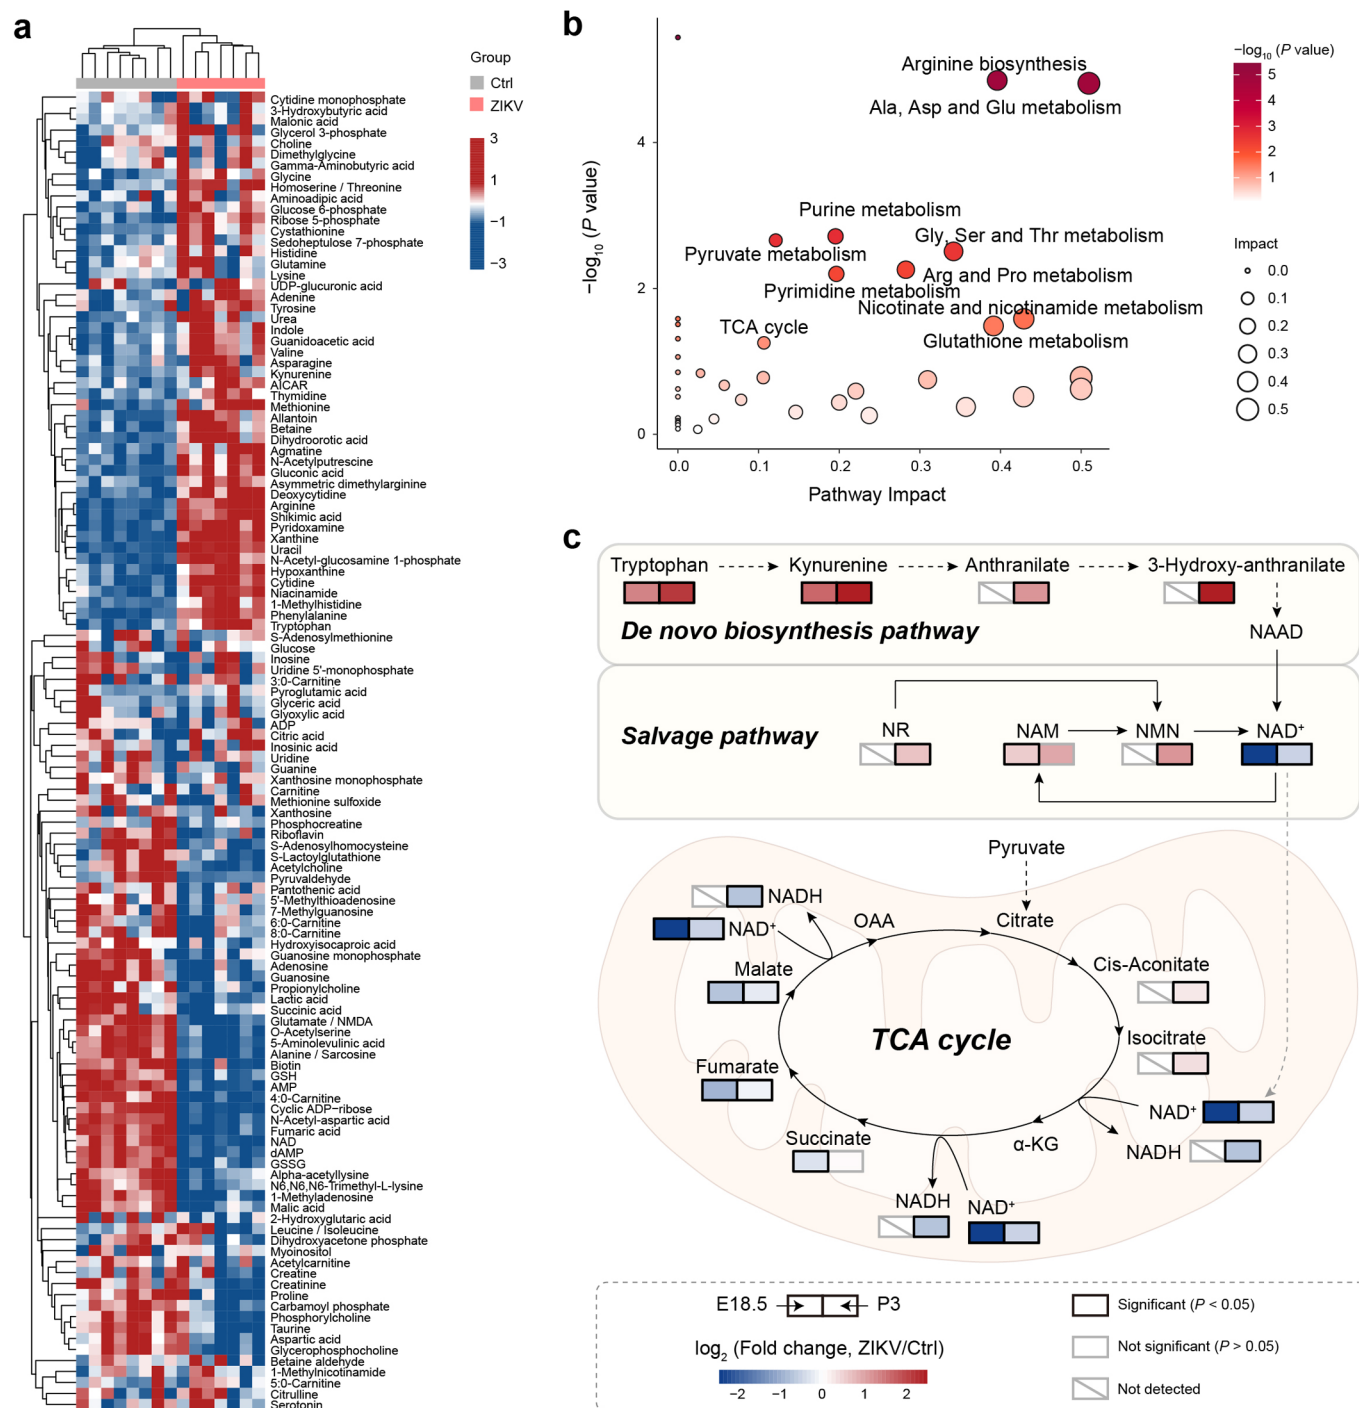 a
Group
Ctrl
ZIKV
3
1
−1
−3
Cytidine monophosphate
3-Hydroxybutyric acid
Malonic acid
Glycerol 3-phosphate
Choline
Dimethylglycine
Gamma-Aminobutyric acid
Glycine
Homoserine / Threonine
Aminoadipic acid
Glucose 6-phosphate
Ribose 5-phosphate
Cystathionine
Sedoheptulose 7-phosphate
Histidine
Glutamine
Lysine
UDP-glucuronic acid
Adenine
Tyrosine
Urea
Indole
Guanidoacetic acid
Valine
Asparagine
Kynurenine
AICAR
Thymidine
Methionine
Allantoin
Betaine
Dihydroorotic acid
Agmatine
N-Acetylputrescine
Gluconic acid
Asymmetric dimethylarginine
Deoxycytidine
Arginine
Shikimic acid
Pyridoxamine
Xanthine
Uracil
N-Acetyl-glucosamine 1-phosphate
Hypoxanthine
Cytidine
Niacinamide
1-Methylhistidine
Phenylalanine
Tryptophan
S-Adenosylmethionine
Glucose
Inosine
Uridine 5'-monophosphate
3:0-Carnitine
Pyroglutamic acid
Glyceric acid
Glyoxylic acid
ADP
Citric acid
Inosinic acid
Uridine
Guanine
Xanthosine monophosphate
Carnitine
Methionine sulfoxide
Xanthosine
Phosphocreatine
Riboflavin
S-Adenosylhomocysteine
S-Lactoylglutathione
Acetylcholine
Pyruvaldehyde
Pantothenic acid
5'-Methylthioadenosine
7-Methylguanosine
6:0-Carnitine
8:0-Carnitine
Hydroxyisocaproic acid
Guanosine monophosphate
Adenosine
Guanosine
Propionylcholine
Lactic acid
Succinic acid
Glutamate / NMDA
O-Acetylserine
5-Aminolevulinic acid
Alanine / Sarcosine
Biotin
GSH
AMP
4:0-Carnitine
Cyclic ADP−ribose
N-Acetyl-aspartic acid
Fumaric acid
NAD
dAMP
GSSG
Alpha-acetyllysine
N6,N6,N6-Trimethyl-L-lysine
1-Methyladenosine
Malic acid
2-Hydroxyglutaric acid
Leucine / Isoleucine
Dihydroxyacetone phosphate
Myoinositol
Acetylcarnitine
Creatine
Creatinine
Proline
Carbamoyl phosphate
Phosphorylcholine
Taurine
Aspartic acid
Glycerophosphocholine
Betaine aldehyde
1-Methylnicotinamide
5:0-Carnitine
Citrulline
Serotonin
b
−log10 (P value)
4
2
0
0.0 0.1 0.2 0.3 0.4 0.5
Pathway Impact
Arginine biosynthesis
Ala, Asp and Glu metabolism
Purine metabolism
Gly, Ser and Thr metabolism
Pyruvate metabolism
Arg and Pro metabolism
Pyrimidine metabolism
Nicotinate and nicotinamide metabolism
TCA cycle
Glutathione metabolism
−log10 (P value)
5
4
3
2
1
Impact
0.0
0.1
0.2
0.3
0.4
0.5
c
Tryptophan Kynurenine Anthranilate 3-Hydroxy-anthranilate
De novo biosynthesis pathway
NAAD
Salvage pathway
NR NAM NMN NAD+
Pyruvate
NADH
NAD+
OAA
Citrate
Malate
Cis-Aconitate
TCA cycle
Isocitrate
Fumarate
NAD+
Succinate
α-KG
NADH
NADH
NAD+
E18.5 P3
log2 (Fold change, ZIKV/Ctrl)
−2 −1 0 1 2
Significant (P < 0.05)
Not significant (P > 0.05)
Not detected